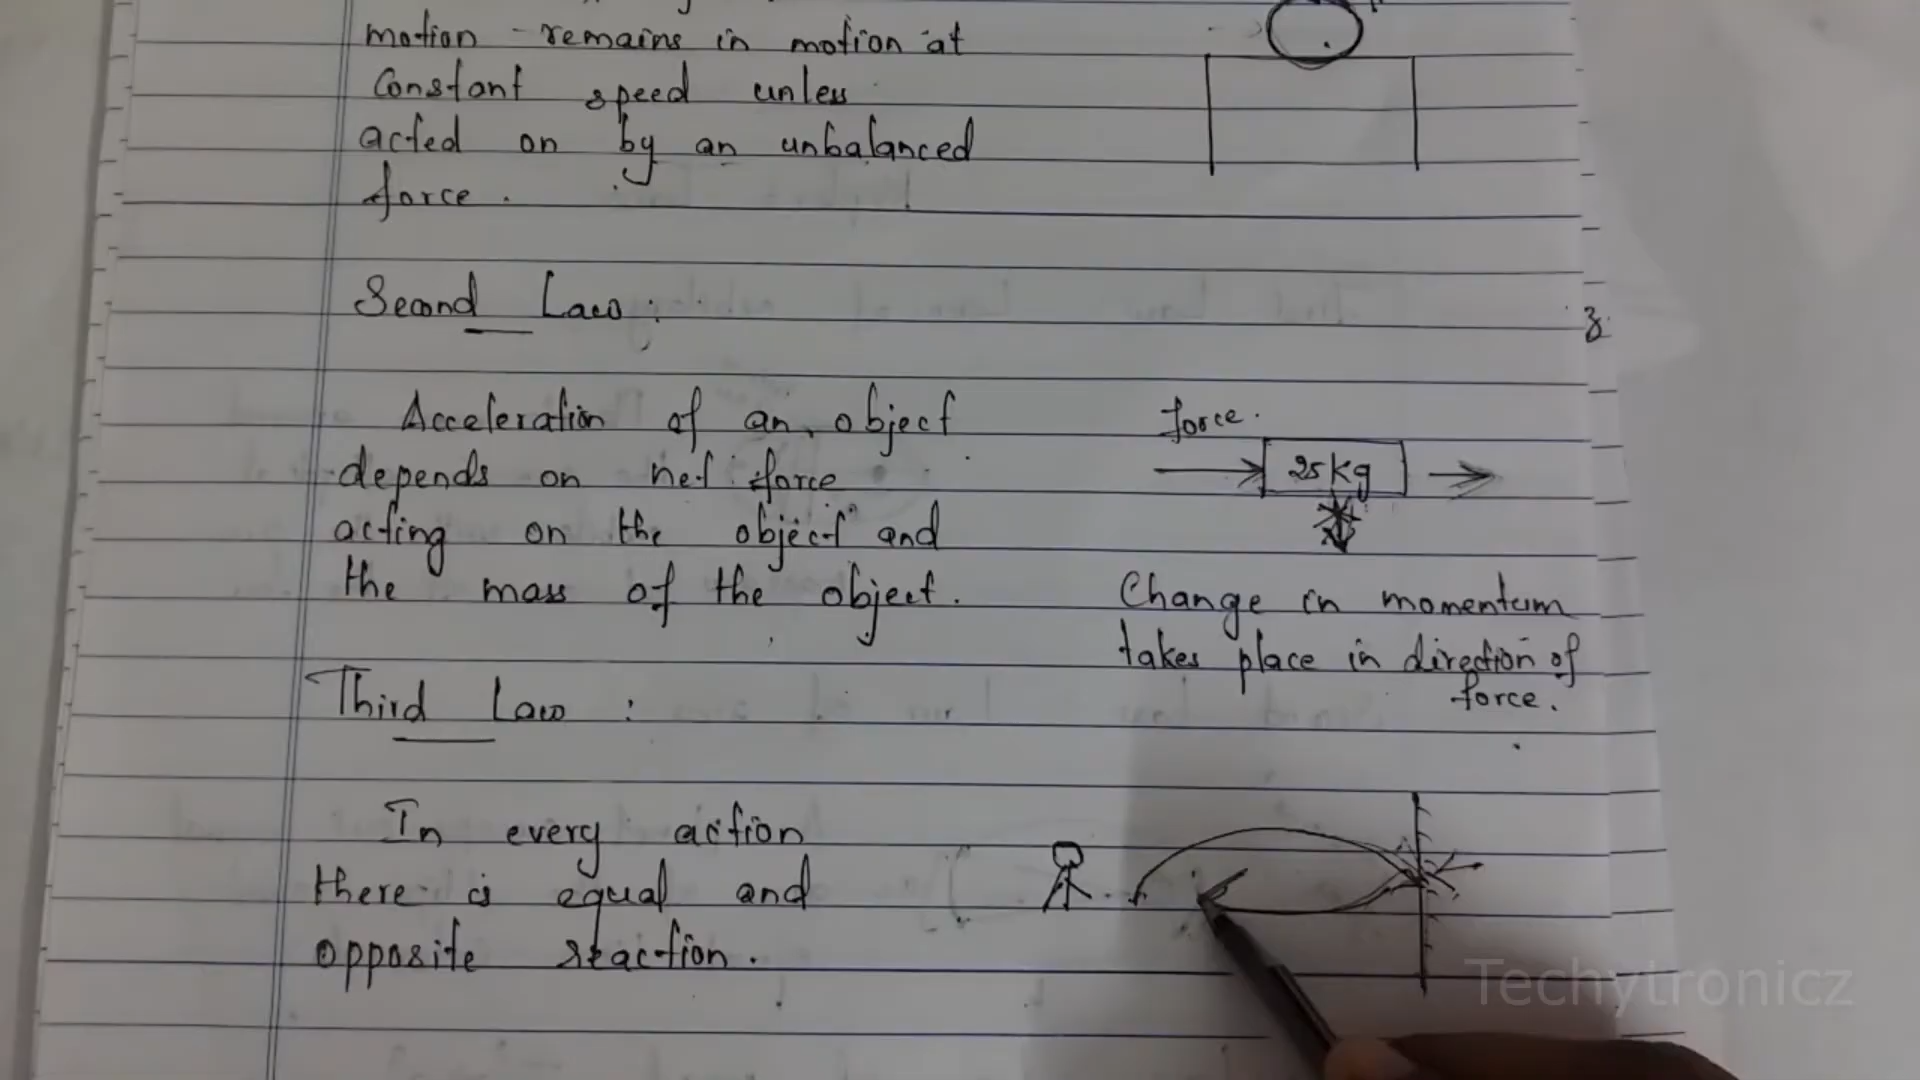 motion - remains in motion at
constant speed unless
acted on by an unbalanced
force.
Second Law:
Acceleration of an object
depends on net force
acting on the object and
the mass of the object.
force.
25 kg
Change in momentum
takes place in direction of
force.
Third Law :
In every action
there is equal and
opposite reaction.
Techytronicz